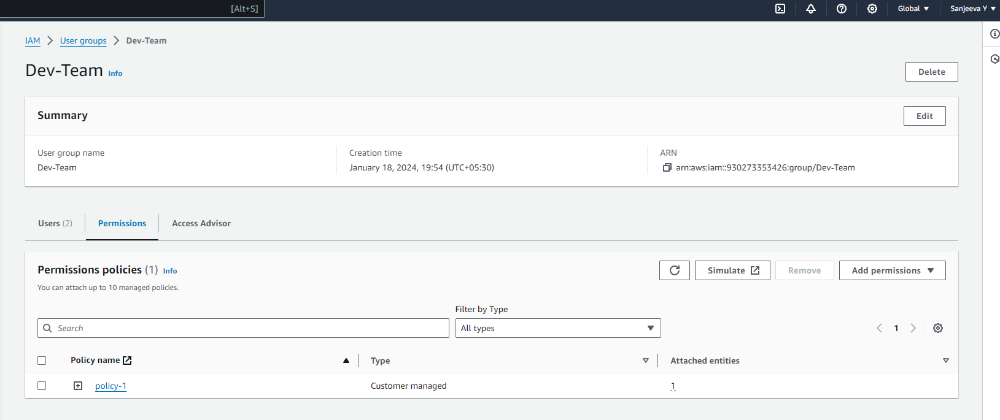 [Alt+S] Global Sanjeeva Y
IAM User groups Dev-Team
Dev-Team Info
Delete
Summary
Edit
User group name
Dev-Team
Creation time
January 18, 2024, 19:54 (UTC+05:30)
ARN
arn:aws:iam::930273353426:group/Dev-Team
Users (2) Permissions Access Advisor
Permissions policies (1) Info
You can attach up to 10 managed policies.
Simulate Remove Add permissions
Filter by Type
Search All types 1
Policy name Type Attached entities
policy-1 Customer managed 1